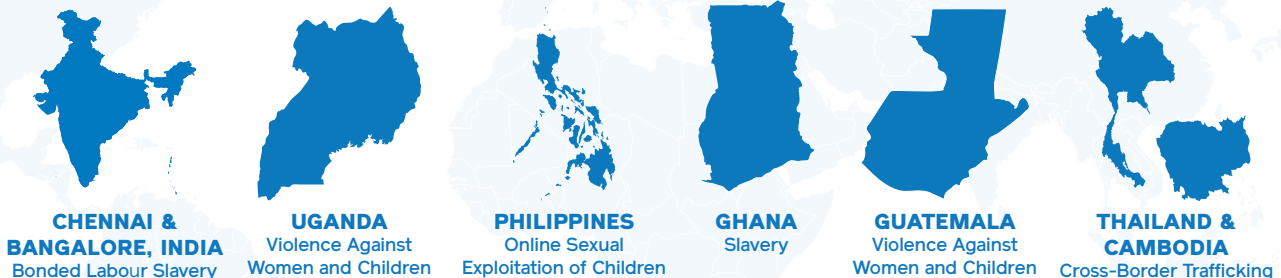 CHENNAI &
BANGALORE, INDIA
Bonded Labour Slavery
UGANDA
Violence Against
Women and Children
PHILIPPINES
Online Sexual
Exploitation of Children
GHANA
Slavery
GUATEMALA
Violence Against
Women and Children
THAILAND &
CAMBODIA
Cross-Border Trafficking